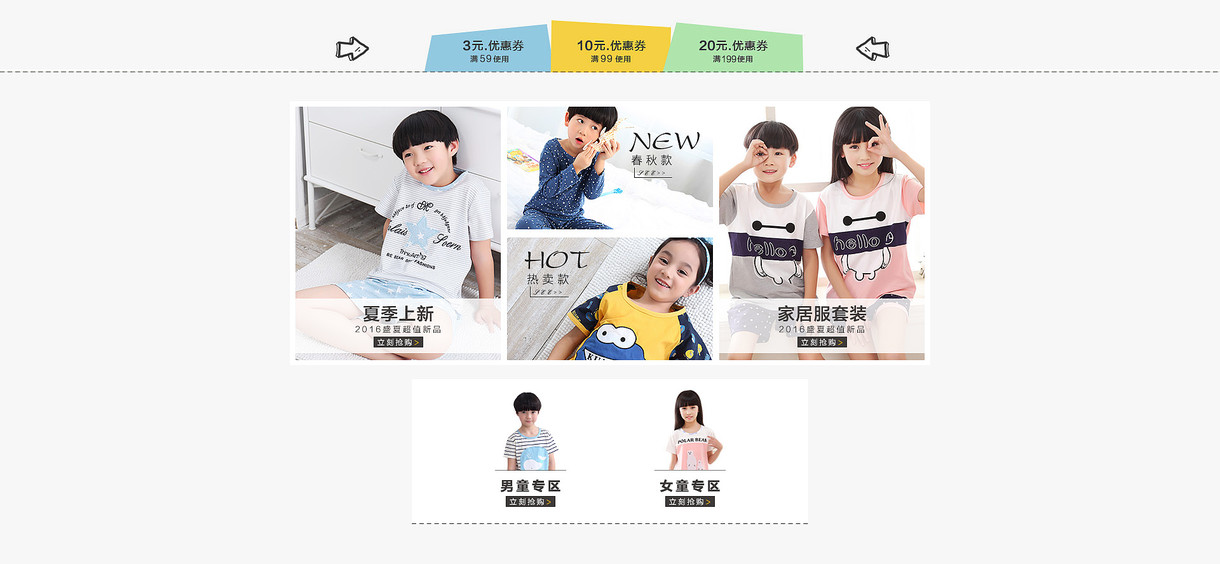 3元.优惠券
满59使用
10元.优惠券
满99使用
20元.优惠券
满199使用
NEW
春秋款
SEE>>
HOT
热卖款
SEE>>
夏季上新
2016盛夏超值新品
立刻抢购>
hello
hello
家居服套装
2016盛夏超值新品
立刻抢购>
POLAR BEAR
男童专区
立刻抢购>
女童专区
立刻抢购>